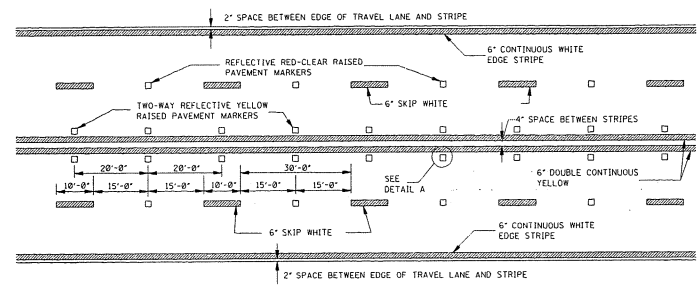 2" SPACE BETWEEN EDGE OF TRAVEL LANE AND STRIPE
6" CONTINUOUS WHITE
EDGE STRIPE
REFLECTIVE RED-CLEAR RAISED
PAVEMENT MARKERS
6" SKIP WHITE
TWO-WAY REFLECTIVE YELLOW
RAISED PAVEMENT MARKERS
4" SPACE BETWEEN STRIPES
20'-0" 20'-0" 30'-0"
10'-0" 15'-0" 15'-0" 10'-0" 15'-0" 15'-0"
SEE
DETAIL A
6" DOUBLE CONTINUOUS
YELLOW
6" SKIP WHITE
6" CONTINUOUS WHITE
EDGE STRIPE
2" SPACE BETWEEN EDGE OF TRAVEL LANE AND STRIPE